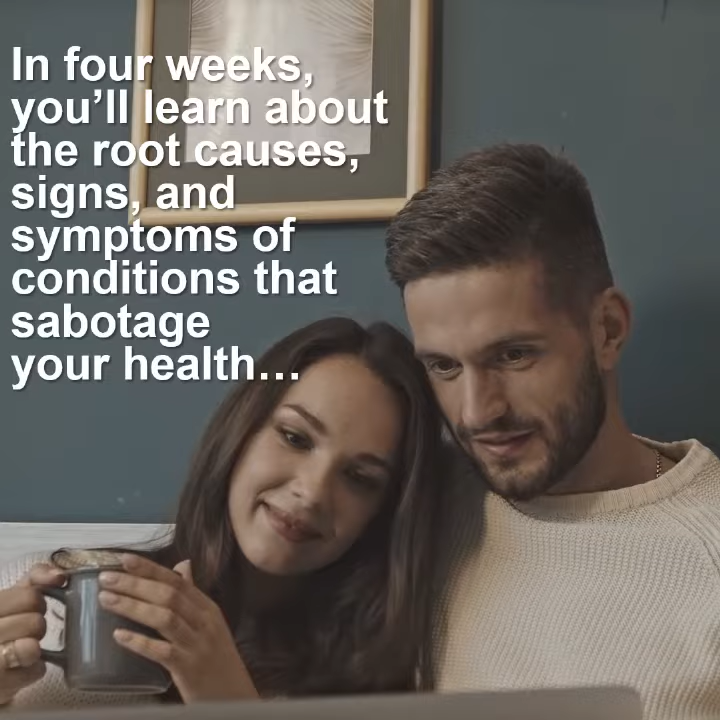 In four weeks,
you’ll learn about
the root causes,
signs, and
symptoms of
conditions that
sabotage
your health…